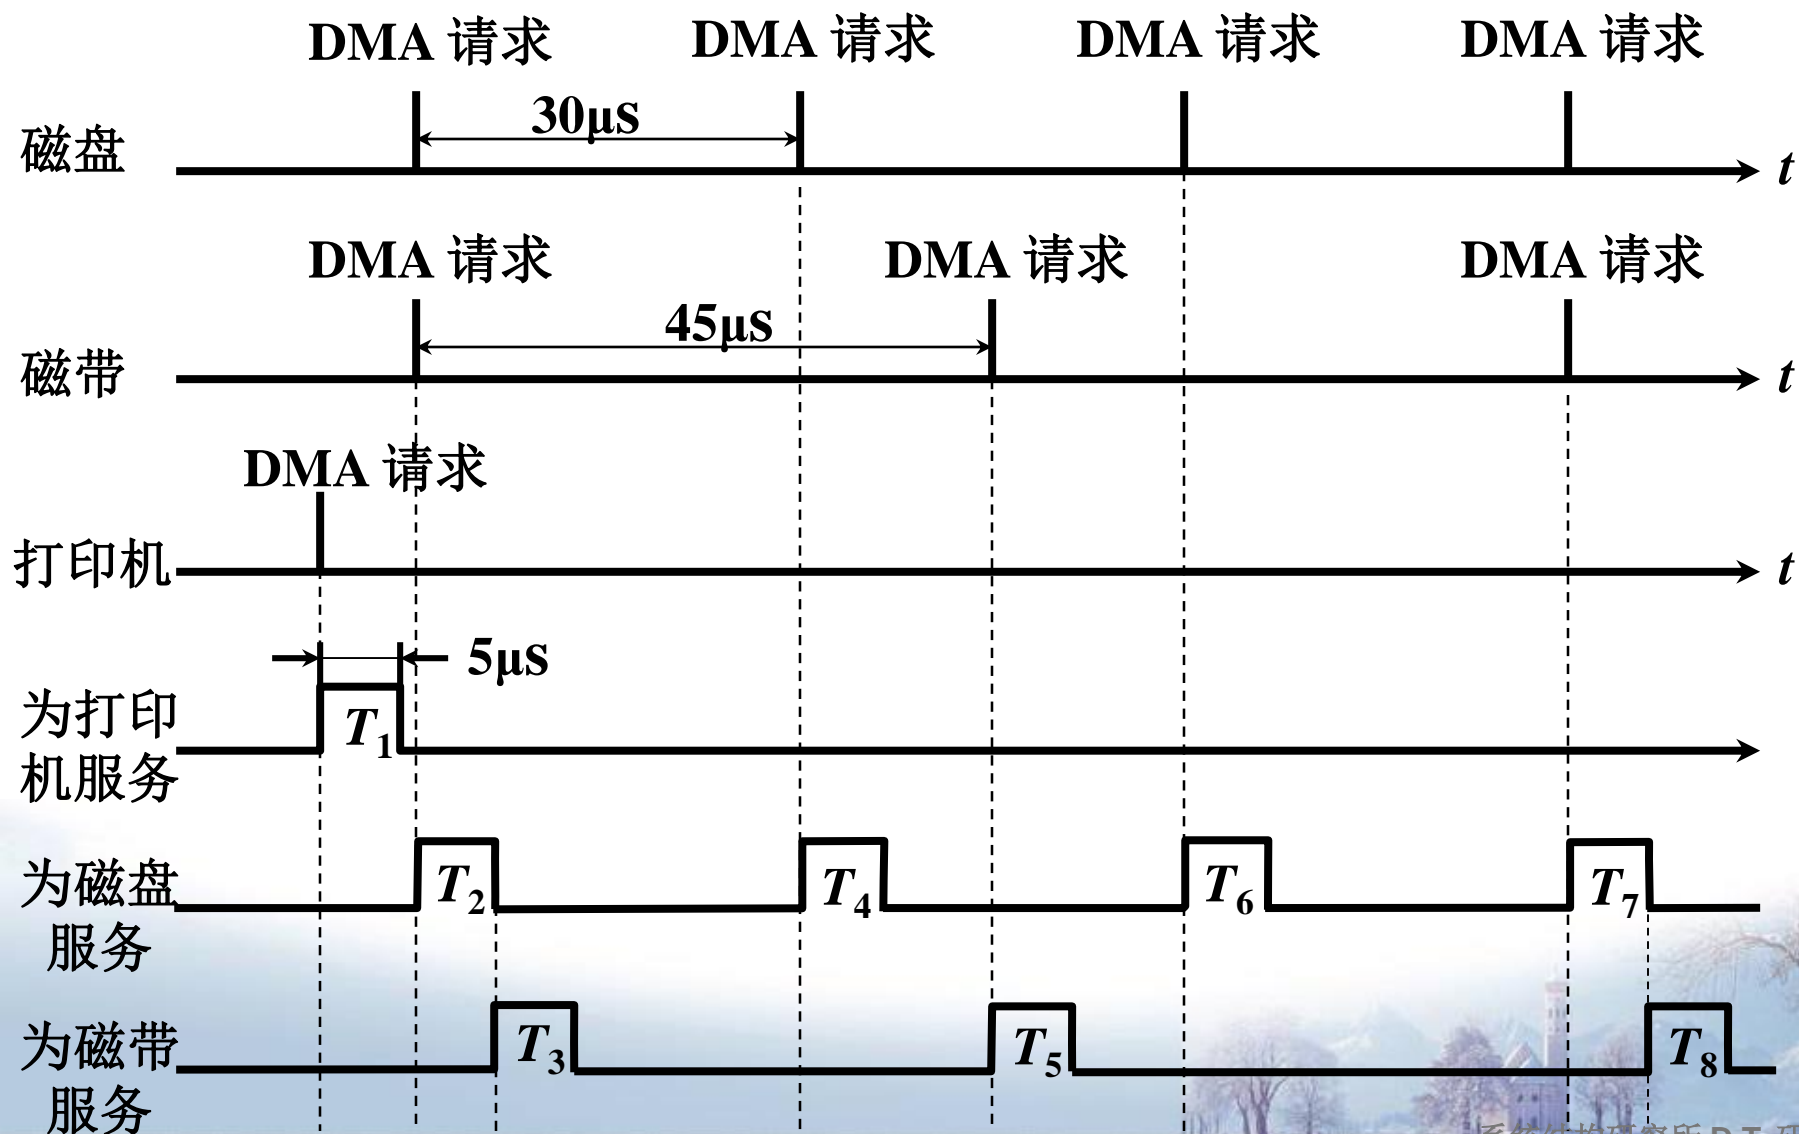 DMA 请求 DMA 请求 DMA 请求 DMA 请求
30μs
磁盘 t
DMA 请求 DMA 请求 DMA 请求
45μs
磁带 t
DMA 请求
打印机 t
5μs
为打印
机服务
T1
为磁盘
服务
T2 T4 T6 T7
为磁带
服务
T3 T5 T8